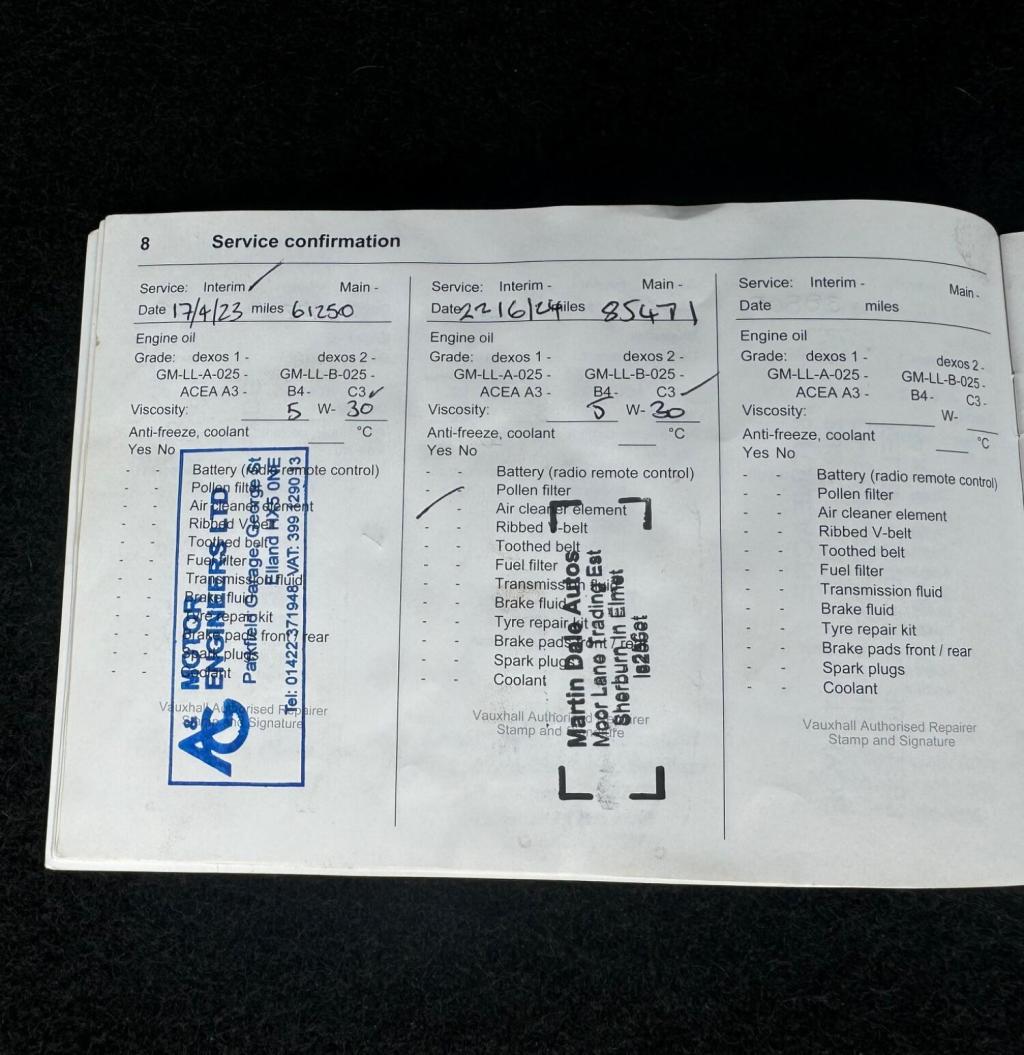 8 Service confirmation
Service: Interim Main -
Date 17/4/23 miles 61250
Engine oil
Grade: dexos 1 - dexos 2 -
GM-LL-A-025 - GM-LL-B-025 -
ACEA A3 - B4- C3 ✓
Viscosity: 5 W- 30
Anti-freeze, coolant °C
Yes No
- - Battery (radio remote control)
- - Pollen filter
- - Air cleaner element
- - Ribbed V-belt
- - Toothed belt
- - Fuel filter
- - Transmission fluid
- - Brake fluid
- - Tyre repair kit
- - Brake pads front / rear
- - Spark plugs
- - Coolant
Vauxhall Authorised Repairer
Stamp and Signature
A&G MOTOR
ENGINEERS LTD
Parkfield Garage, George St
Elland HX5 0NE
Tel: 01422 371948 VAT: 399 1290 13
Service: Interim - Main -
Date 22/6/24 miles 85471
Engine oil
Grade: dexos 1 - dexos 2 -
GM-LL-A-025 - GM-LL-B-025 -
ACEA A3 - B4- C3
Viscosity: 5 W- 30
Anti-freeze, coolant °C
Yes No
- - Battery (radio remote control)
- - Pollen filter
- Air cleaner element
- - Ribbed V-belt
- - Toothed belt
- - Fuel filter
- - Transmission fluid
- - Brake fluid
- - Tyre repair kit
- - Brake pads front / rear
- - Spark plugs
- - Coolant
Vauxhall Authorised Repairer
Stamp and Signature
Martin Dale Autos
Moor Lane Trading Est
Sherburn in Elmet
Service: Interim - Main -
Date miles
Engine oil
Grade: dexos 1 - dexos 2 -
GM-LL-A-025 - GM-LL-B-025 -
ACEA A3 - B4- C3 -
Viscosity: W-
Anti-freeze, coolant °C
Yes No
- - Battery (radio remote control)
- - Pollen filter
- - Air cleaner element
- - Ribbed V-belt
- - Toothed belt
- - Fuel filter
- - Transmission fluid
- - Brake fluid
- - Tyre repair kit
- - Brake pads front / rear
- - Spark plugs
- - Coolant
Vauxhall Authorised Repairer
Stamp and Signature